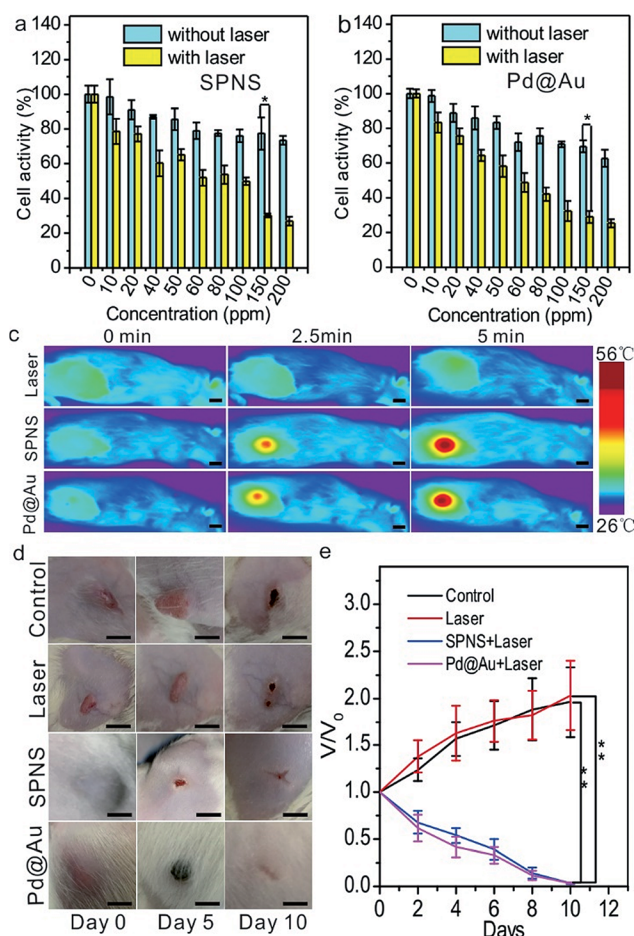 a
without laser
with laser
SPNS
*
Cell activity (%)
140
120
100
80
60
40
20
0
0 10 20 40 50 60 80 100 150 200
Concentration (ppm)
b
without laser
with laser
Pd@Au
*
Cell activity (%)
140
120
100
80
60
40
20
0
0 10 20 40 50 60 80 100 150 200
Concentration (ppm)
c
0 min 2.5min 5 min
Laser
SPNS
Pd@Au
56℃
26℃
d
Control
Laser
SPNS
Pd@Au
Day 0 Day 5 Day 10
e
Control
Laser
SPNS+Laser
Pd@Au+Laser
V/V0
3.0
2.5
2.0
1.5
1.0
0.5
0.0
* *
* *
0 2 4 6 8 10 12
Days